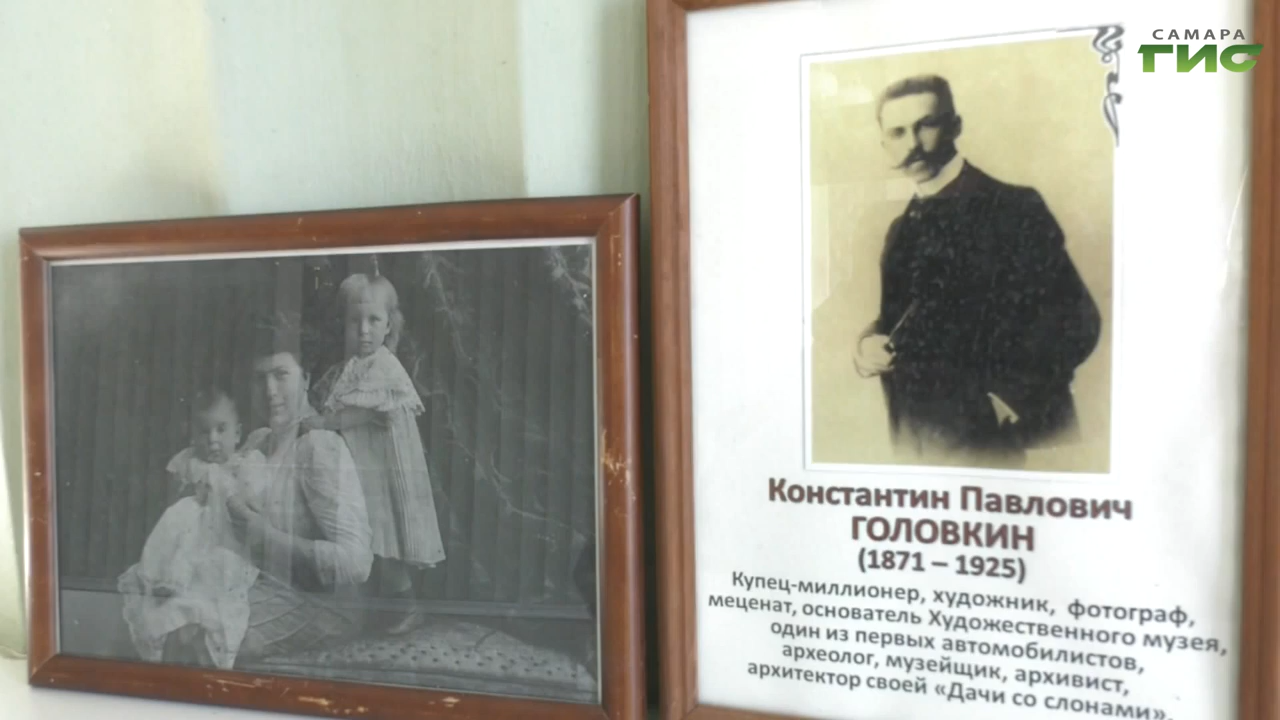 САМАРА
ГИС
Константин Павлович
ГОЛОВКИН
(1871 – 1925)
Купец-миллионер, художник, фотограф,
меценат, основатель Художественного музея,
один из первых автомобилистов,
археолог, музейщик, архивист,
архитектор своей «Дачи со слонами».